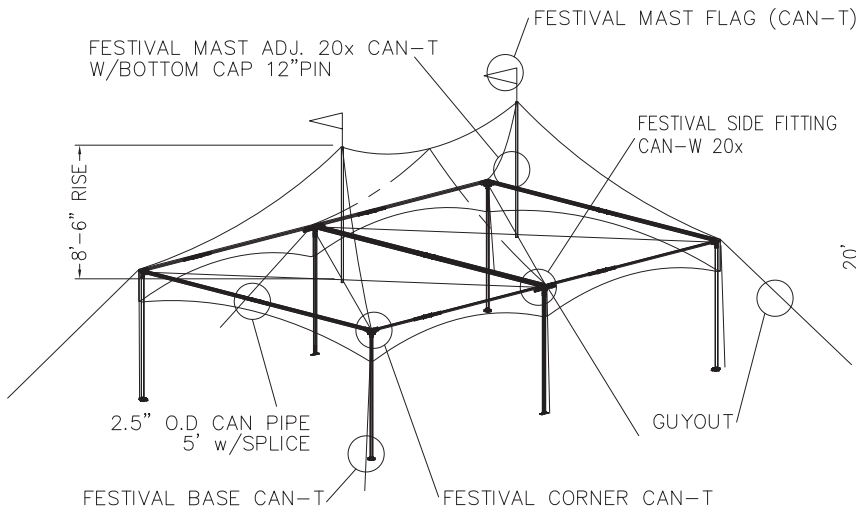 FESTIVAL MAST FLAG (CAN-T)
FESTIVAL MAST ADJ. 20x CAN-T
W/BOTTOM CAP 12"PIN
FESTIVAL SIDE FITTING
CAN-W 20x
8'-6" RISE
20'
2.5" O.D CAN PIPE
5' w/SPLICE
GUYOUT
FESTIVAL BASE CAN-T
FESTIVAL CORNER CAN-T